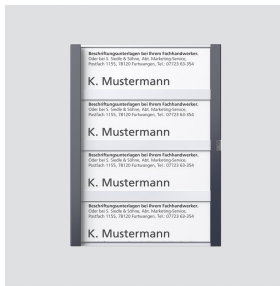 Beschriftungsunterlagen bei Ihrem Fachhandwerker.
Oder bei S. Siedle & Söhne, Abt. Marketing-Service,
Postfach 1155, 78120 Furtwangen, Tel.: 07723 63-354
K. Mustermann
Beschriftungsunterlagen bei Ihrem Fachhandwerker.
Oder bei S. Siedle & Söhne, Abt. Marketing-Service,
Postfach 1155, 78120 Furtwangen, Tel.: 07723 63-354
K. Mustermann
Beschriftungsunterlagen bei Ihrem Fachhandwerker.
Oder bei S. Siedle & Söhne, Abt. Marketing-Service,
Postfach 1155, 78120 Furtwangen, Tel.: 07723 63-354
K. Mustermann
Beschriftungsunterlagen bei Ihrem Fachhandwerker.
Oder bei S. Siedle & Söhne, Abt. Marketing-Service,
Postfach 1155, 78120 Furtwangen, Tel.: 07723 63-354
K. Mustermann